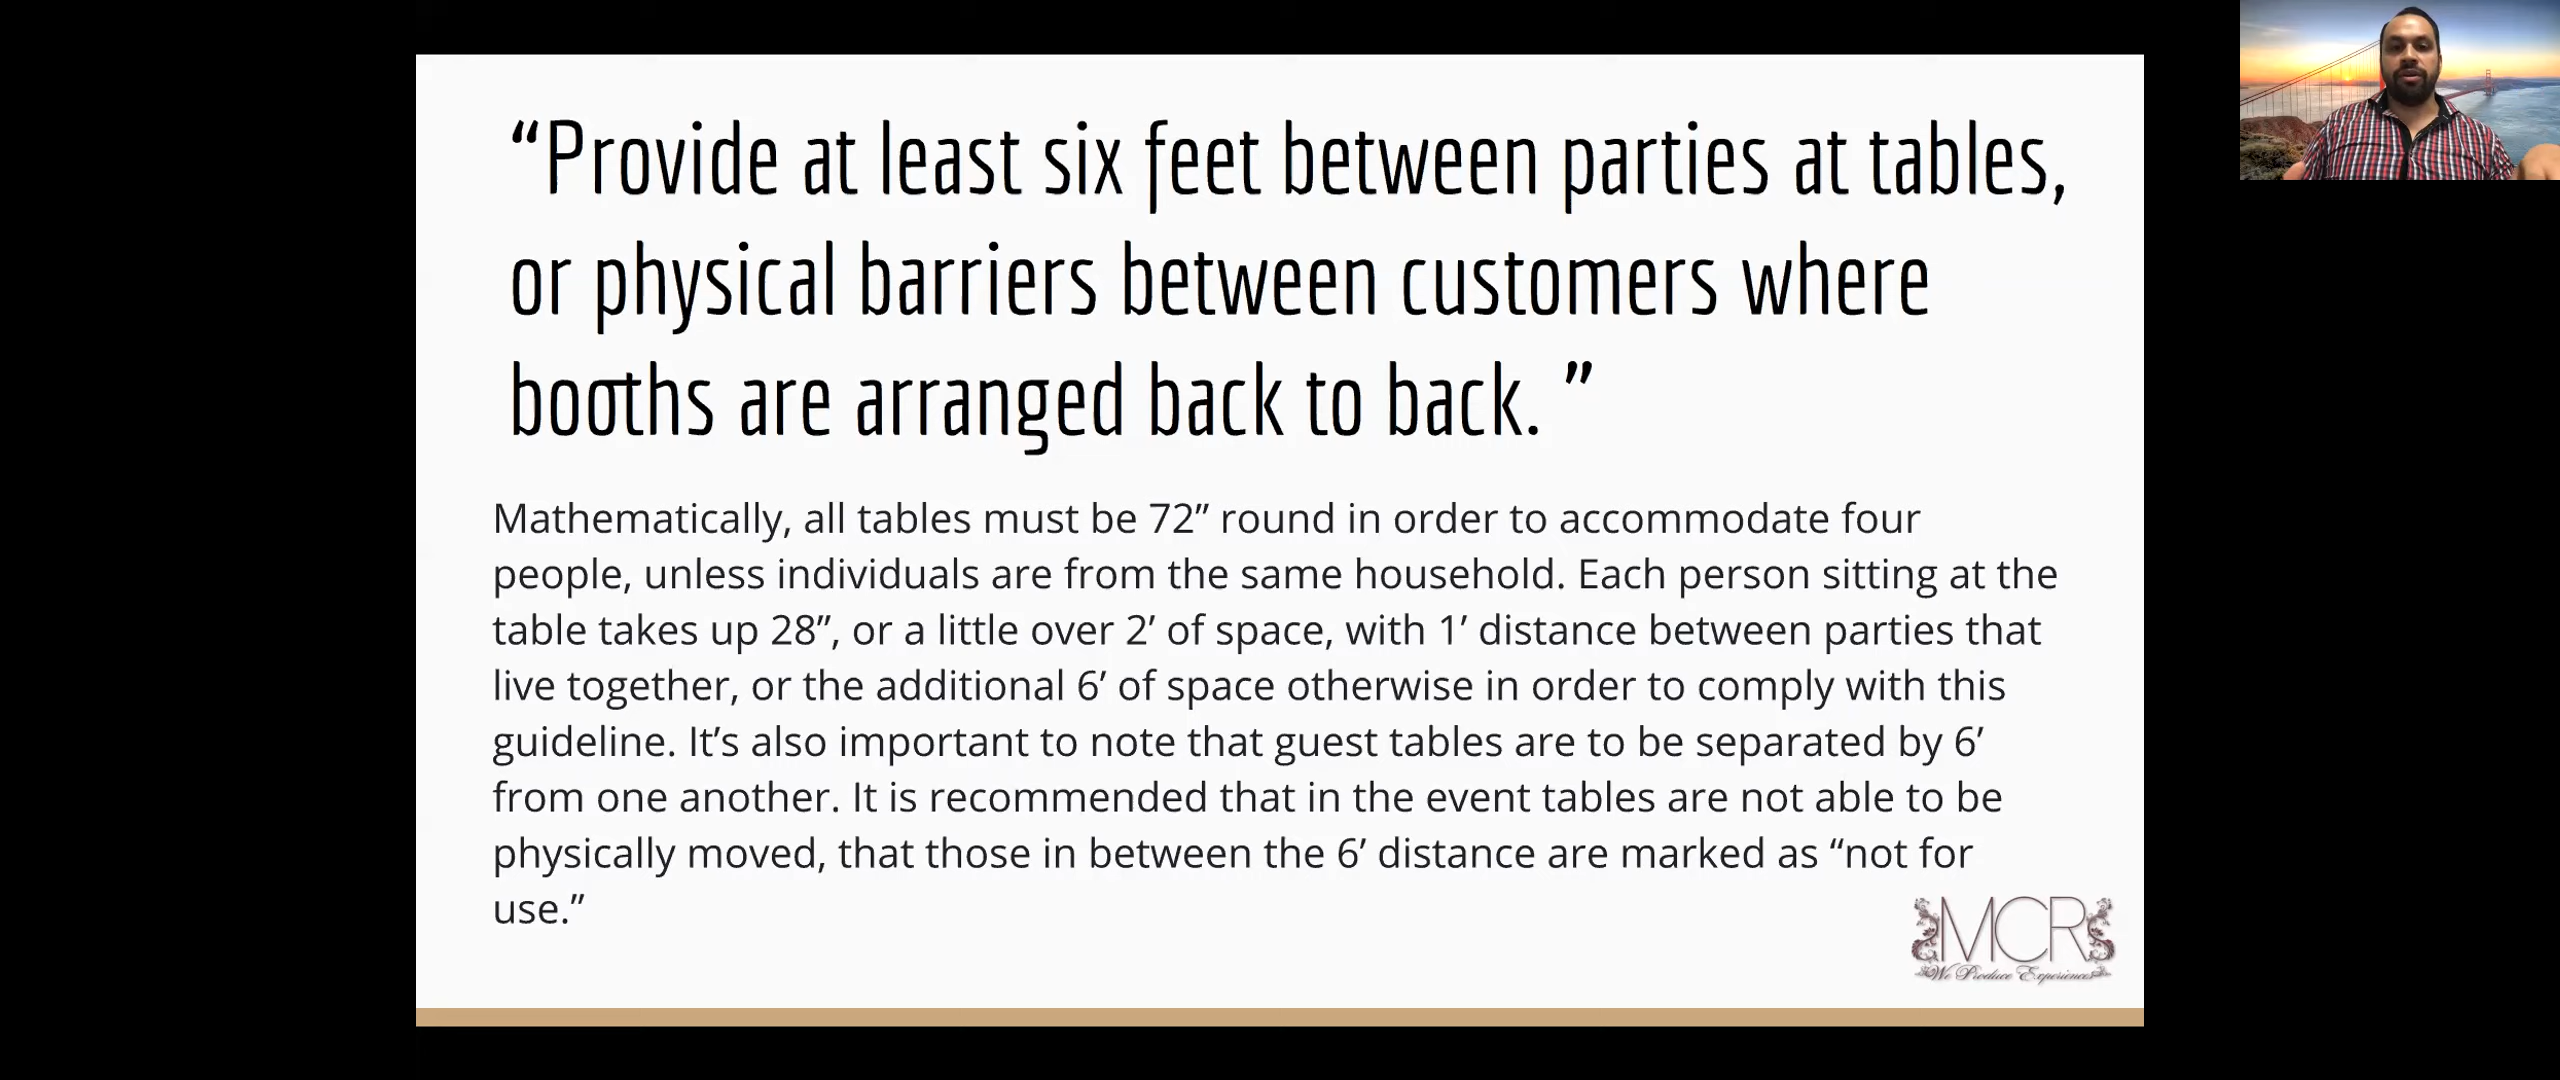 “Provide at least six feet between parties at tables,
or physical barriers between customers where
booths are arranged back to back. ”
Mathematically, all tables must be 72” round in order to accommodate four
people, unless individuals are from the same household. Each person sitting at the
table takes up 28”, or a little over 2’ of space, with 1’ distance between parties that
live together, or the additional 6’ of space otherwise in order to comply with this
guideline. It’s also important to note that guest tables are to be separated by 6’
from one another. It is recommended that in the event tables are not able to be
physically moved, that those in between the 6’ distance are marked as “not for
use.”
MCR
We Produce Experiences